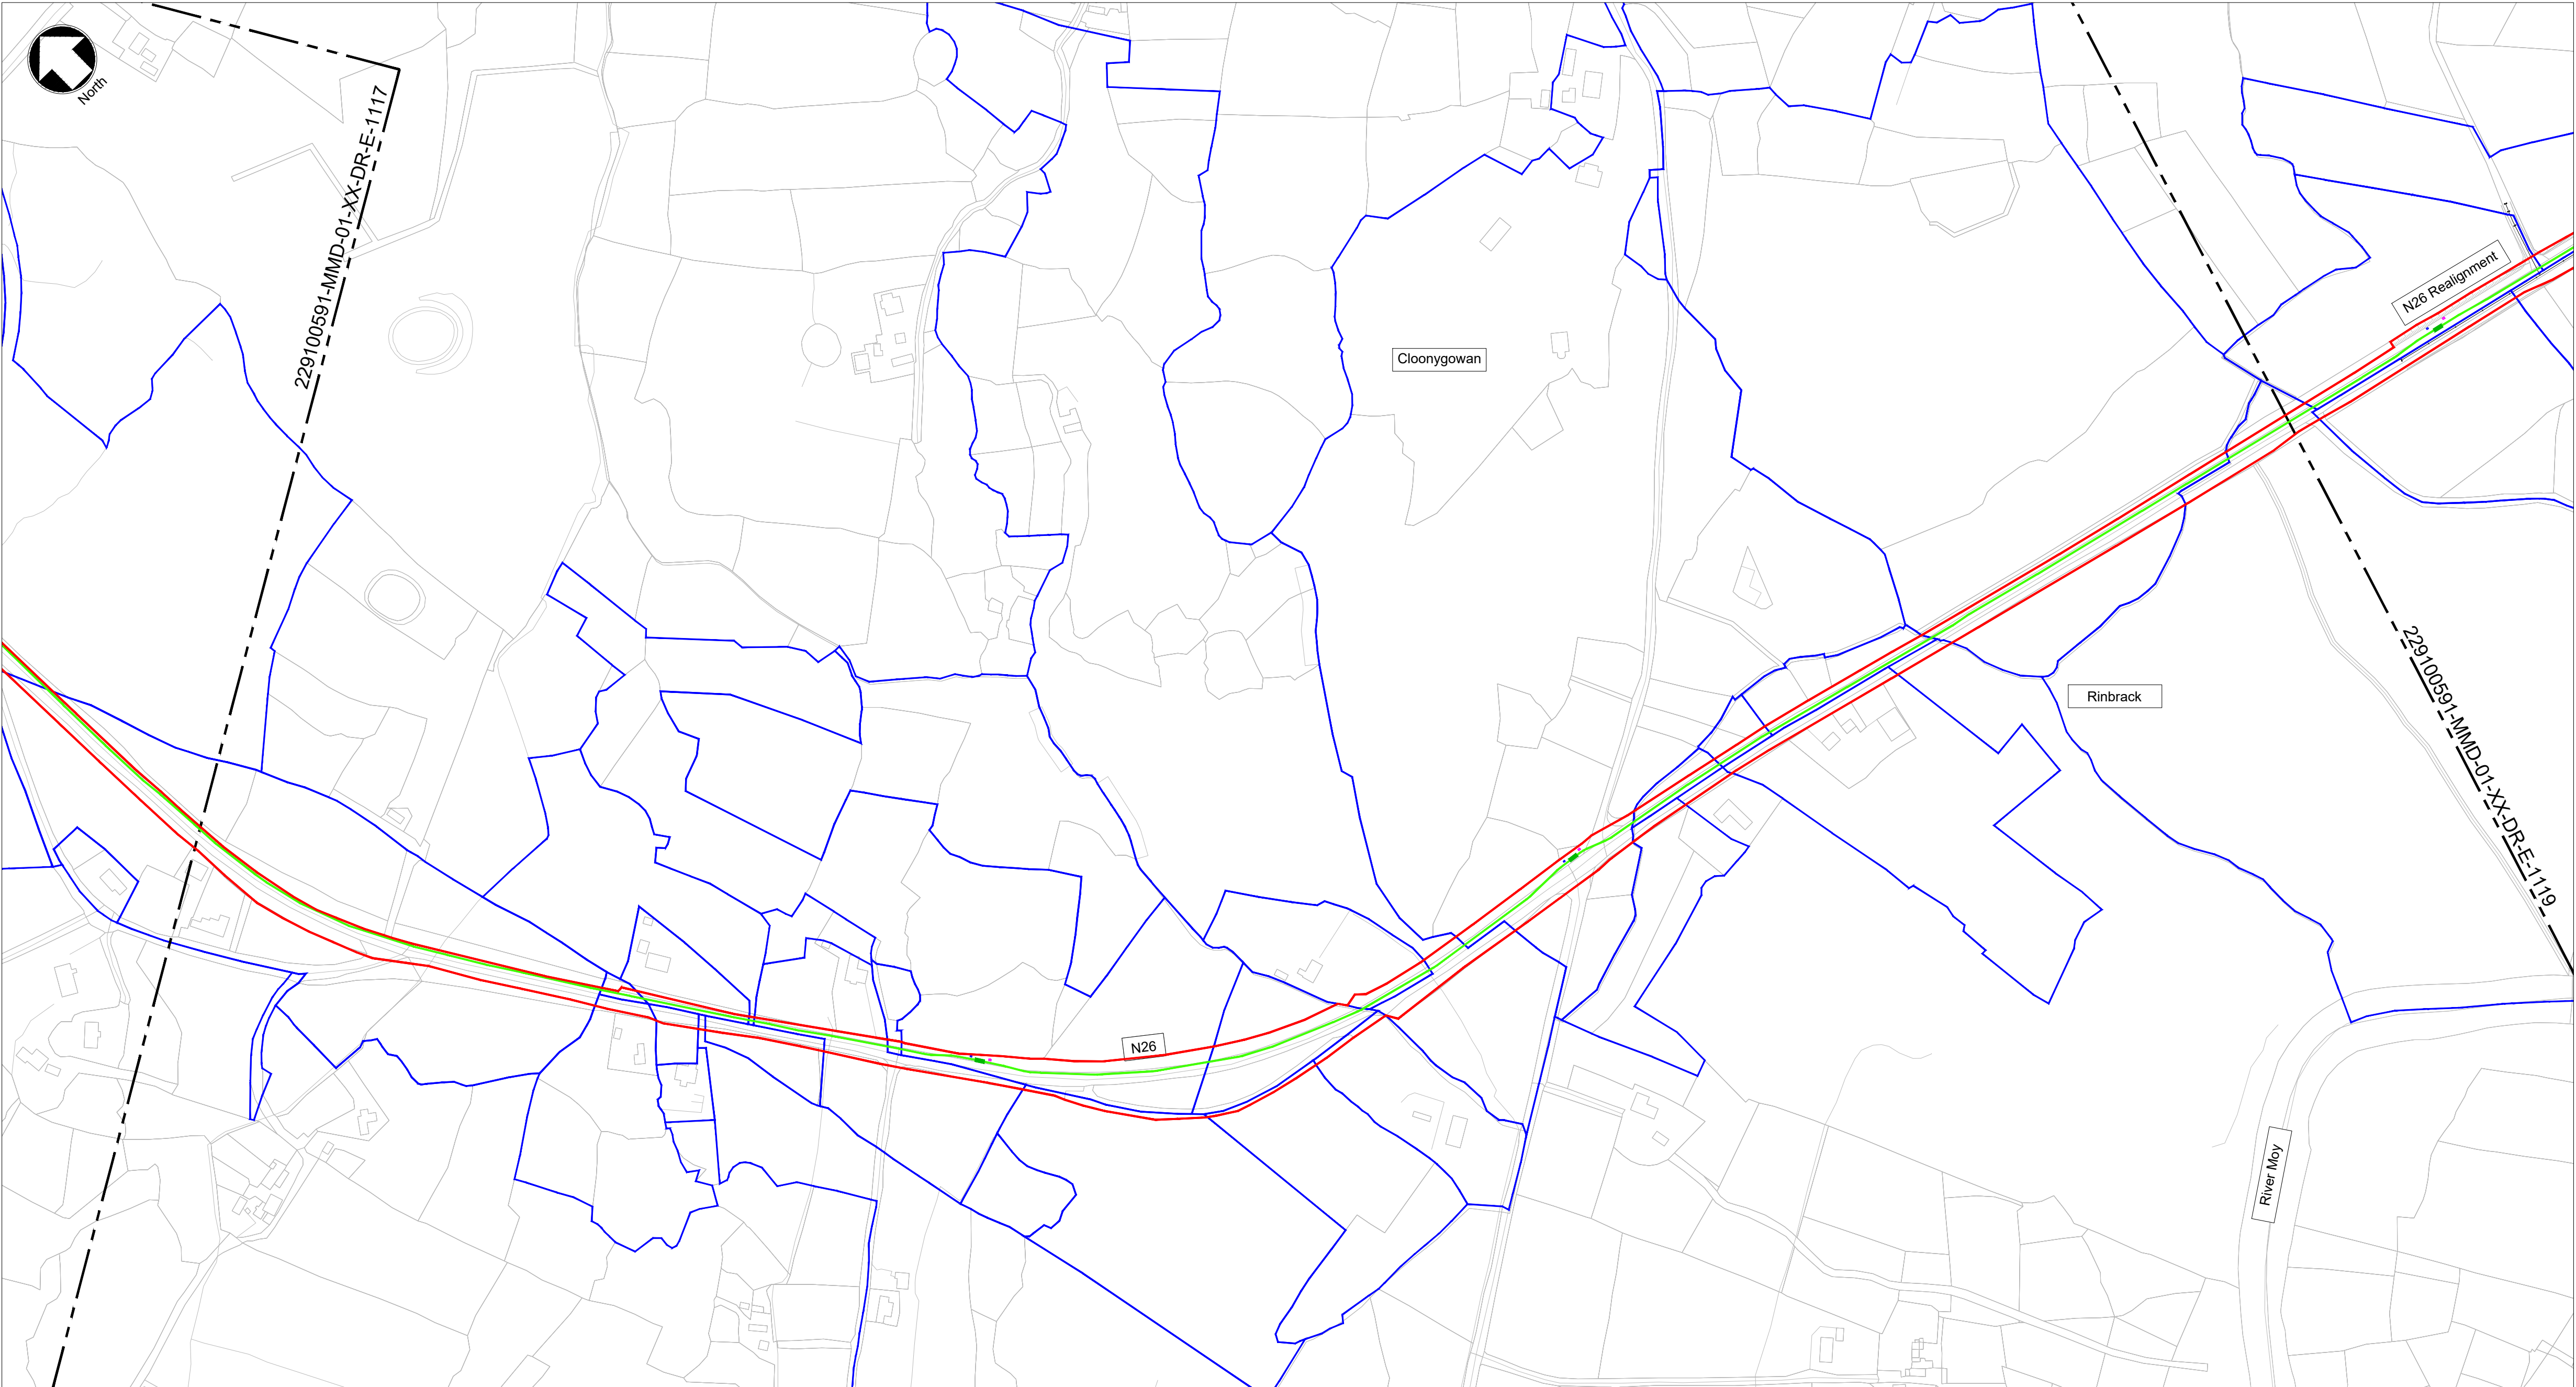 North
229100591-MMD-01-XX-DR-E-1117
N26 Realignment
Cloonygowan
Rinbrack
229100591-MMD-01-XX-DR-E-1119
N26
River Moy